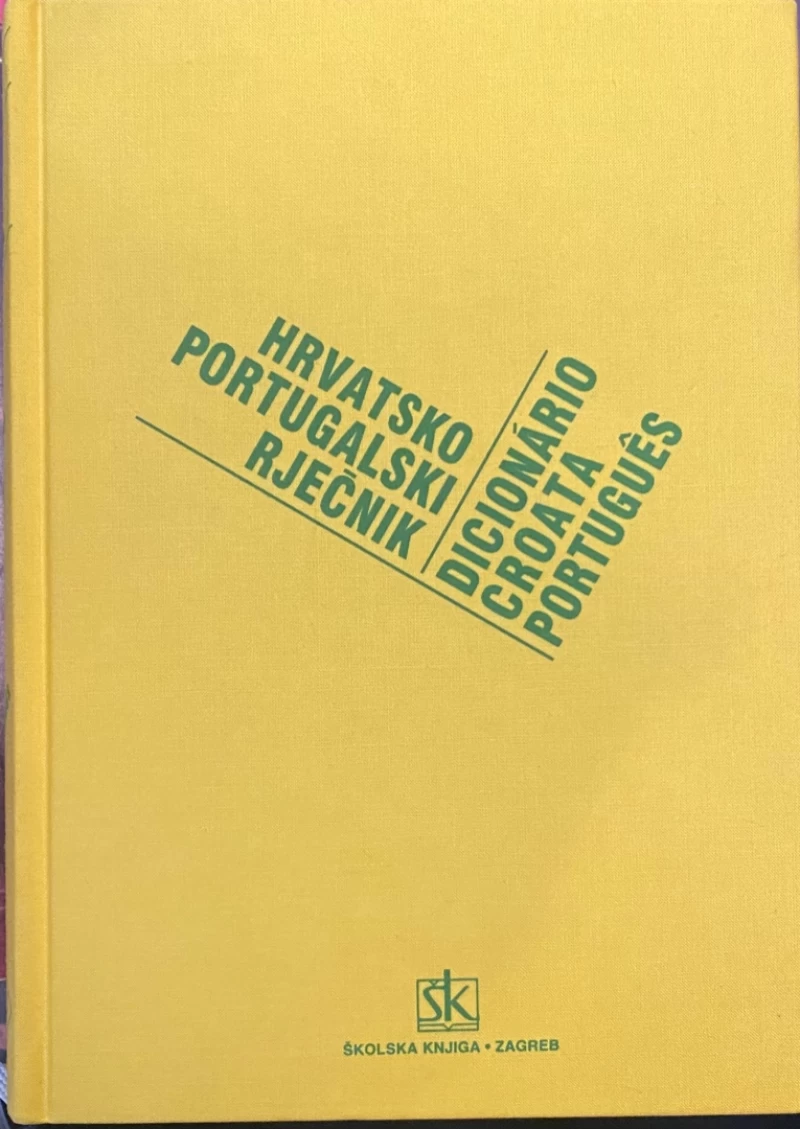 HRVATSKO
PORTUGALSKI
RJEČNIK
DICIONÁRIO
CROATA
PORTUGUÊS
ŠK
ŠKOLSKA KNJIGA • ZAGREB